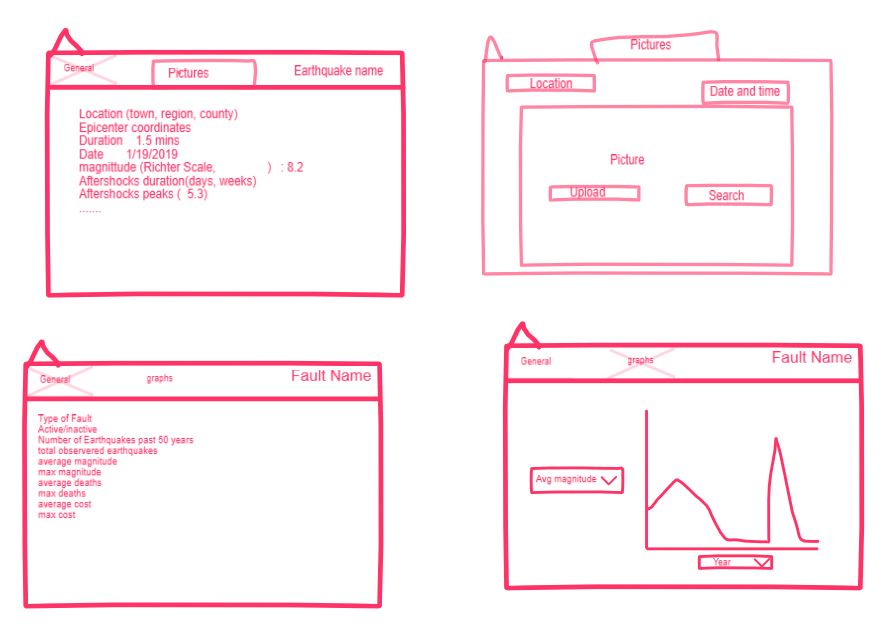 General
Pictures
Earthquake name
Location (town, region, county)
Epicenter coordinates
Duration 1.5 mins
Date 1/19/2019
magnittude (Richter Scale, ) : 8.2
Aftershocks duration(days, weeks)
Aftershocks peaks ( 5.3)
.......
Pictures
Location
Date and time
Picture
Upload
Search
General
graphs
Fault Name
Type of Fault
Active/inactive
Number of Earthquakes past 50 years
total observered earthquakes
average magnitude
max magnitude
average deaths
max deaths
average cost
max cost
General
graphs
Fault Name
Avg magnitude
Year